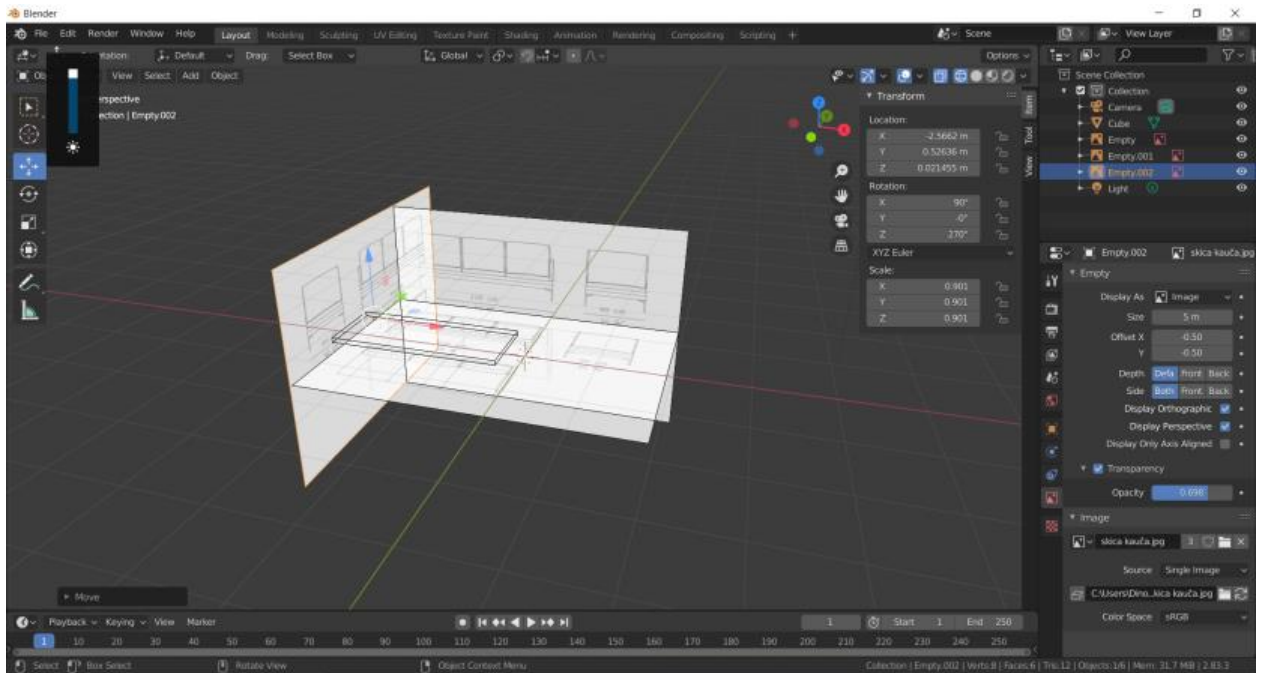 Blender
File Edit Render Window Help Layout Modeling Sculpting UV Editing Texture Paint Shading Animation Rendering Compositing Scripting + Scene View Layer
Default Drag: Select Box Global Options
View Select Add Object
Transform
Location:
X -2.5662 m
Y 0.52636 m
Z 0.021455 m
Rotation:
X 90°
Y -0°
Z 270°
XYZ Euler
Scale:
X 0.901
Y 0.901
Z 0.901
Item
Tool
View
Scene Collection
Collection
Camera
Cube
Empty
Empty.001
Empty.002
Light
Empty.002 skica kauča.jpg
Empty
Display As Image
Size 5 m
Offset X -0.50
Y -0.50
Depth Defa Front Back
Side Both Front Back
Display Orthographic
Display Perspective
Display Only Axis Aligned
Transparency
Opacity 0.698
Image
skica kauča.jpg 3
Source Single Image
C:\Users\Dino..kica kauča.jpg
Color Space sRGB
Move
Playback Keying View Marker 1 Start 1 End 250
1 10 20 30 40 50 60 70 80 90 100 110 120 130 140 150 160 170 180 190 200 210 220 230 240 250
Select Box Select Rotate View Object Context Menu Collection | Empty.002 | Verts:8 | Faces:6 | Tris:12 | Objects:1/6 | Mem: 31.7 MiB | 2.83.3